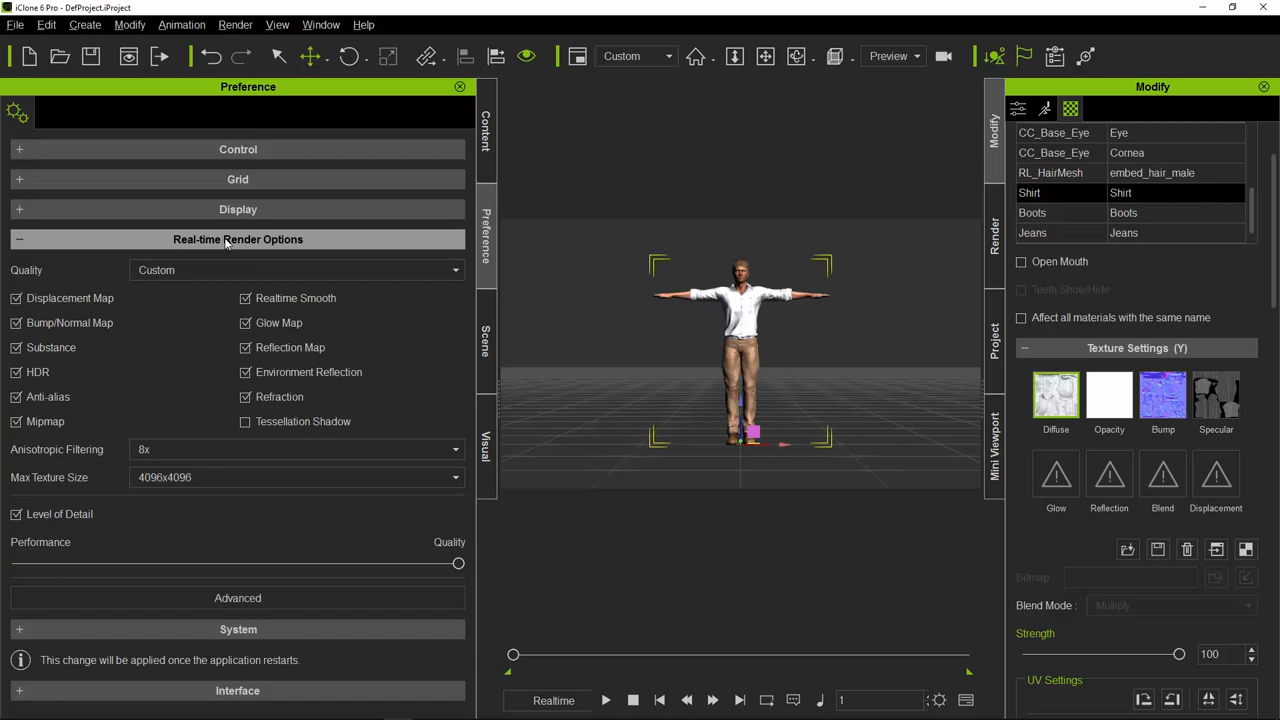 iClone 6 Pro - DefProject.iProject
File Edit Create Modify Animation Render View Window Help
Custom Preview
Preference
Control
Grid
Display
Real-time Render Options
Quality Custom
Displacement Map Realtime Smooth
Bump/Normal Map Glow Map
Substance Reflection Map
HDR Environment Reflection
Anti-alias Refraction
Mipmap Tessellation Shadow
Anisotropic Filtering 8x
Max Texture Size 4096x4096
Level of Detail
Performance Quality
Advanced
System
This change will be applied once the application restarts.
Interface
Content
Preference
Scene
Visual
Realtime 1
Modify
Render
Project
Mini Viewport
Modify
CC_Base_Eye Eye
CC_Base_Eye Cornea
RL_HairMesh embed_hair_male
Shirt Shirt
Boots Boots
Jeans Jeans
Open Mouth
Teeth Show/Hide
Affect all materials with the same name
Texture Settings (Y)
Diffuse Opacity Bump Specular
Glow Reflection Blend Displacement
Bitmap
Blend Mode : Multiply
Strength
100
UV Settings